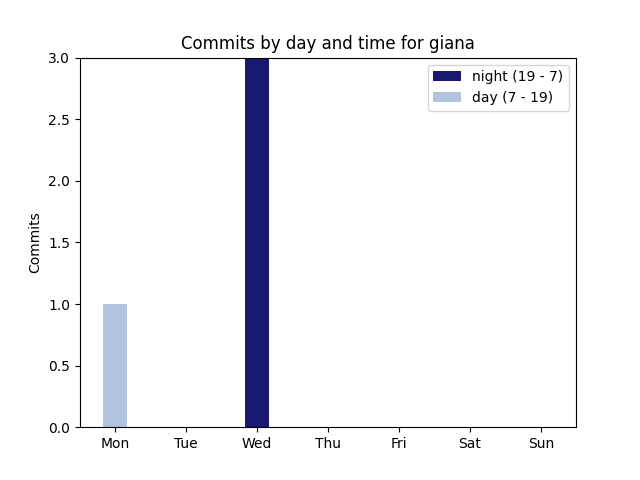 Commits by day and time for giana
night (19 - 7)
day (7 - 19)
3.0
2.5
2.0
1.5
1.0
0.5
0.0
Commits
Mon Tue Wed Thu Fri Sat Sun